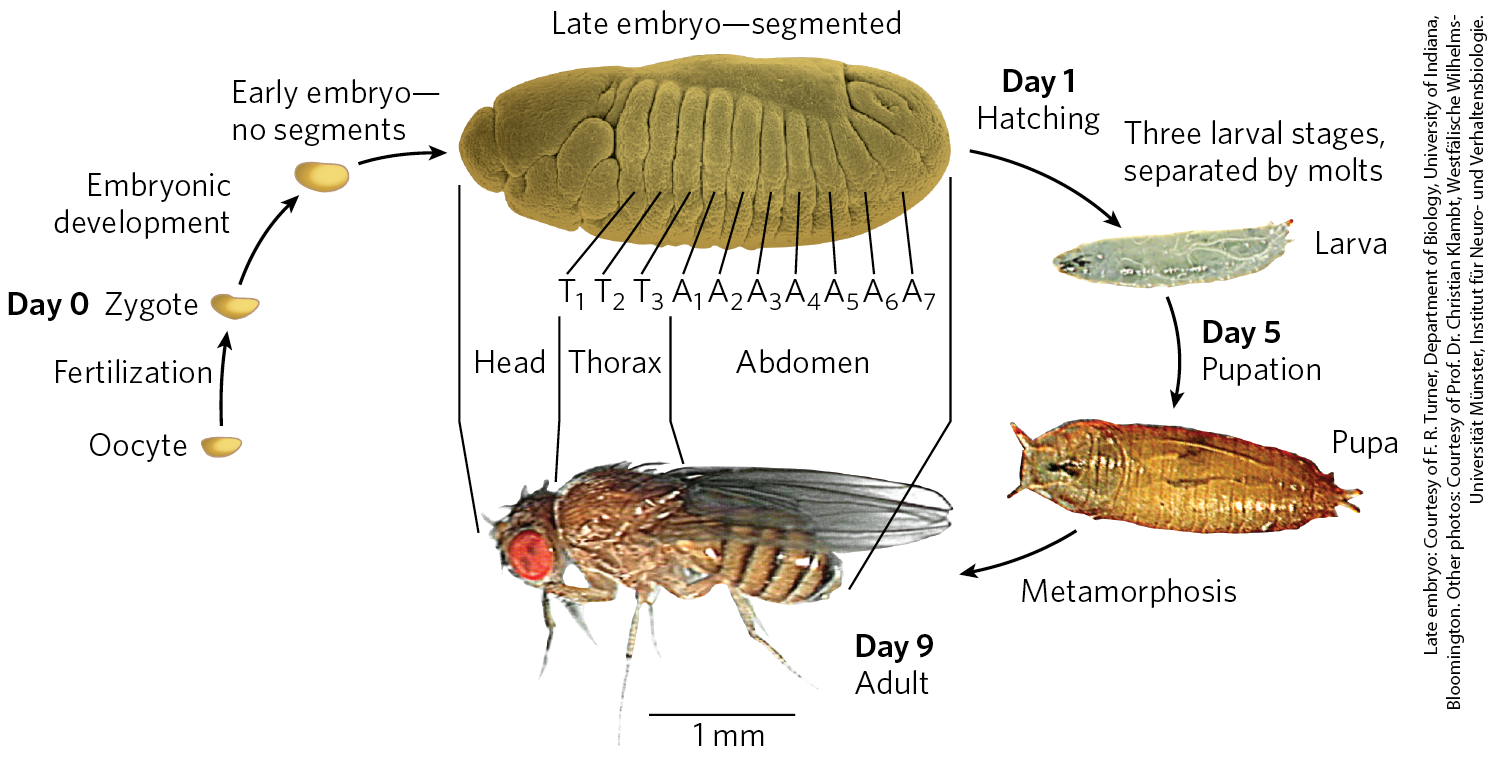 Late embryo—segmented
Early embryo—
no segments
Day 1
Hatching
Three larval stages,
separated by molts
Embryonic
development
Larva
Day 0 Zygote
T1 T2 T3 A1 A2 A3 A4 A5 A6 A7
Day 5
Pupation
Fertilization
Head
Thorax
Abdomen
Oocyte
Pupa
Metamorphosis
Day 9
Adult
1 mm
Late embryo: Courtesy of F. R. Turner, Department of Biology, University of Indiana,
Bloomington. Other photos: Courtesy of Prof. Dr. Christian Klambt, Westfälische Wilhelms-
Universität Münster, Institut für Neuro- und Verhaltensbiologie.